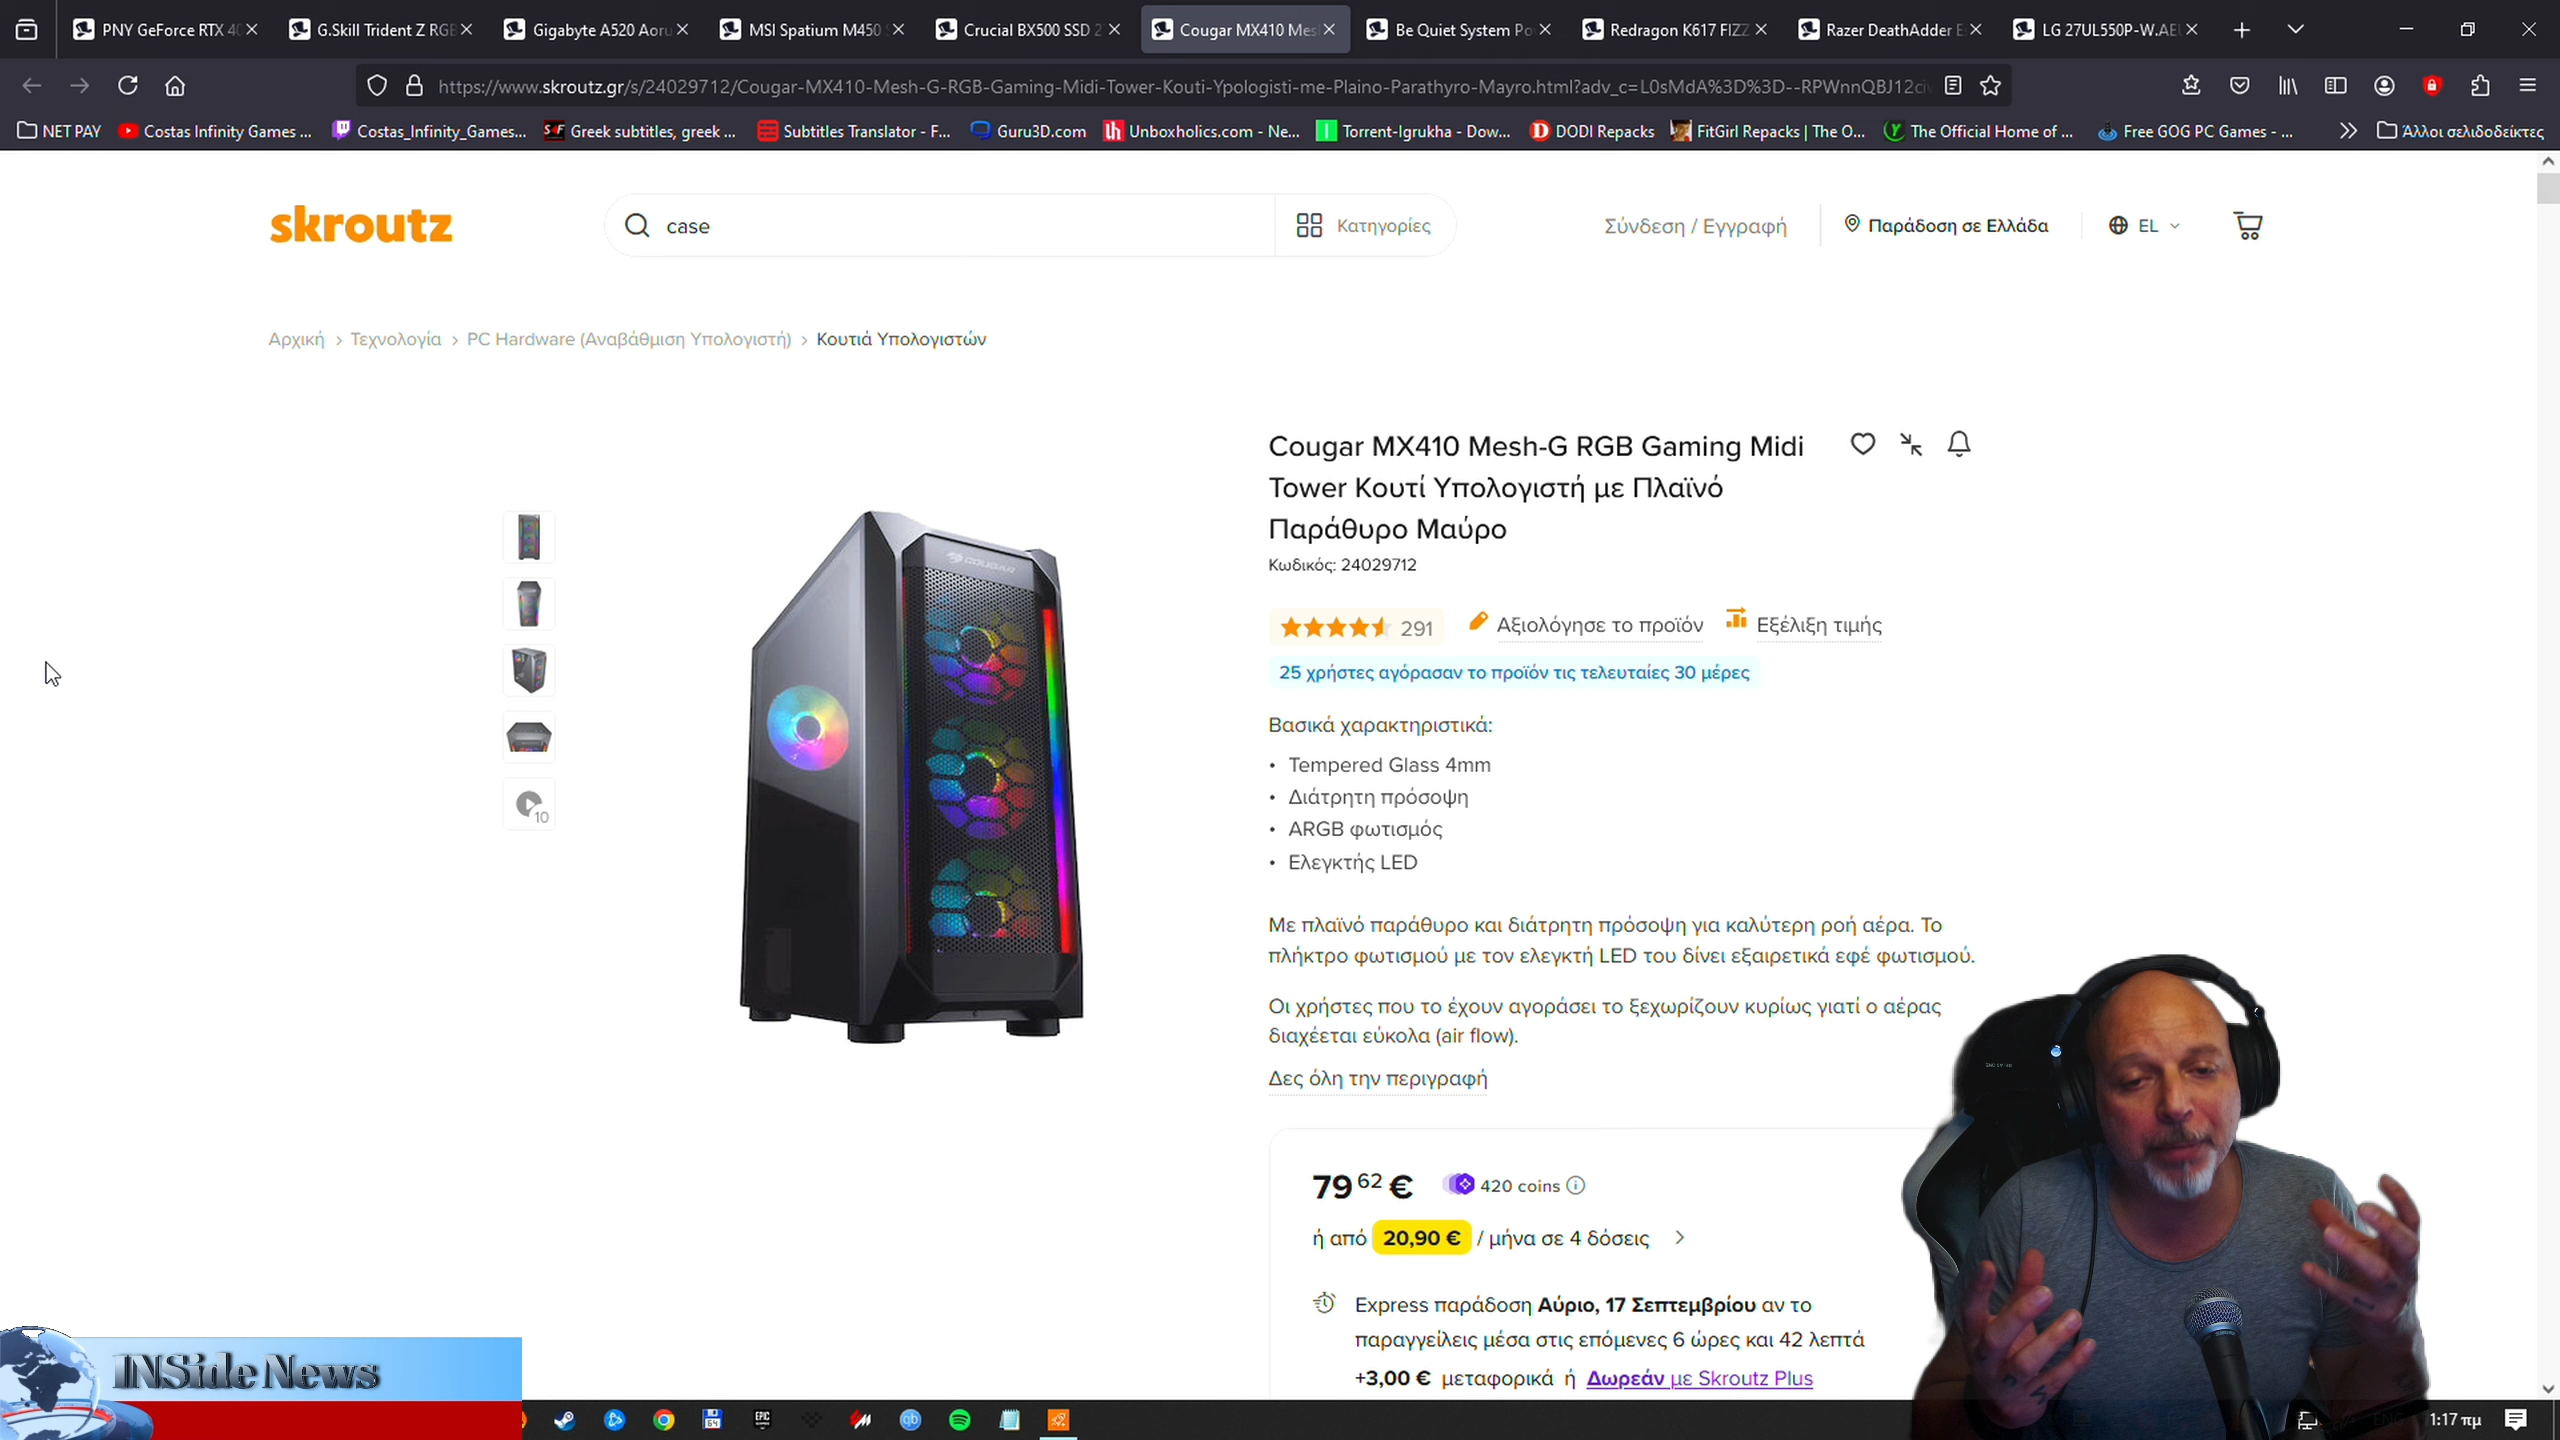 PNY GeForce RTX 40
G.Skill Trident Z RGB
Gigabyte A520 Aoru
MSI Spatium M450
Crucial BX500 SSD 2
Cougar MX410 Mes
Be Quiet System Po
Redragon K617 FIZZ
Razer DeathAdder E
LG 27UL550P-W.AE
https://www.skroutz.gr/s/24029712/Cougar-MX410-Mesh-G-RGB-Gaming-Midi-Tower-Kouti-Ypologisti-me-Plaino-Parathyro-Mayro.html?adv_c=L0sMdA%3D%3D--RPWnnQBJ12ci
NET PAY
Costas Infinity Games ...
Costas_Infinity_Games...
Greek subtitles, greek ...
Subtitles Translator - F...
Guru3D.com
Unboxholics.com - Ne...
Torrent-Igrukha - Dow...
DODI Repacks
FitGirl Repacks | The O...
The Official Home of ...
Free GOG PC Games - ...
Άλλοι σελιδοδείκτες
skroutz
case
Κατηγορίες
Σύνδεση / Εγγραφή
Παράδοση σε Ελλάδα
EL
Αρχική > Τεχνολογία > PC Hardware (Αναβάθμιση Υπολογιστή) > Κουτιά Υπολογιστών
Cougar MX410 Mesh-G RGB Gaming Midi
Tower Κουτί Υπολογιστή με Πλαϊνό
Παράθυρο Μαύρο
Κωδικός: 24029712
291
Αξιολόγησε το προϊόν
Εξέλιξη τιμής
25 χρήστες αγόρασαν το προϊόν τις τελευταίες 30 μέρες
Βασικά χαρακτηριστικά:
• Tempered Glass 4mm
• Διάτρητη πρόσοψη
• ARGB φωτισμός
• Ελεγκτής LED
COUGAR
10
Με πλαϊνό παράθυρο και διάτρητη πρόσοψη για καλύτερη ροή αέρα. Το
πλήκτρο φωτισμού με τον ελεγκτή LED του δίνει εξαιρετικά εφέ φωτισμού.
Οι χρήστες που το έχουν αγοράσει το ξεχωρίζουν κυρίως γιατί ο αέρας
διαχέεται εύκολα (air flow).
Δες όλη την περιγραφή
79 62 €
420 coins
ή από 20,90 € / μήνα σε 4 δόσεις
Express παράδοση Αύριο, 17 Σεπτεμβρίου αν το
παραγγείλεις μέσα στις επόμενες 6 ώρες και 42 λεπτά
+3,00 € μεταφορικά ή Δωρεάν με Skroutz Plus
INSide News
EPIC
ENG
1:17 πμ